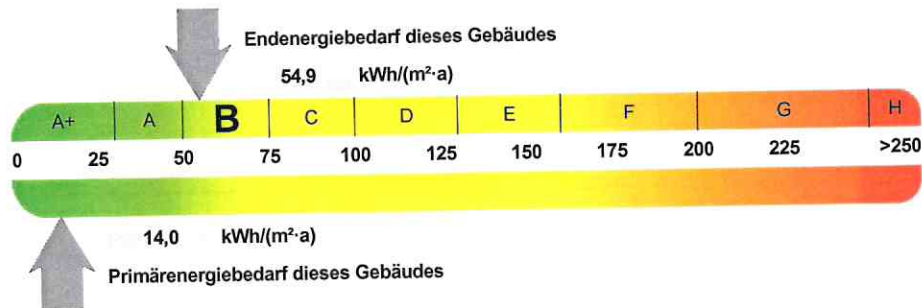 Endenergiebedarf dieses Gebäudes
54,9 kWh/(m²·a)
A+ A B C D E F G H
0 25 50 75 100 125 150 175 200 225 >250
14,0 kWh/(m²·a)
Primärenergiebedarf dieses Gebäudes